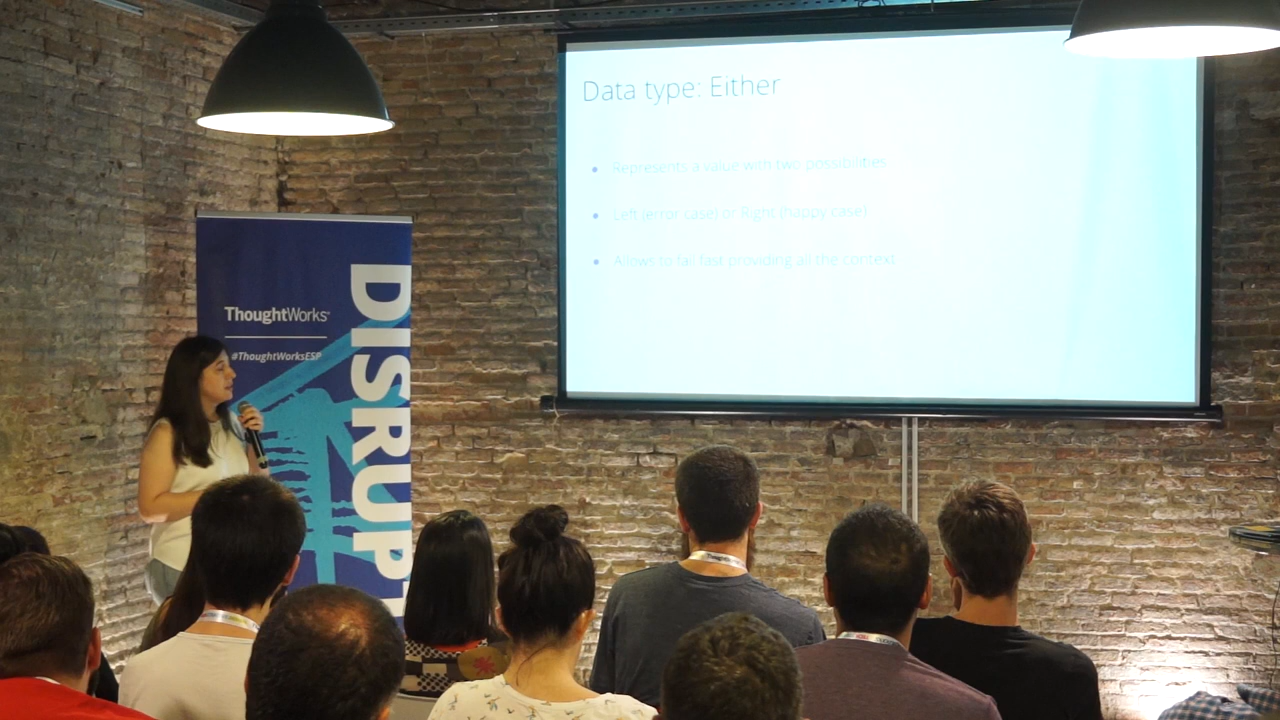 Data type: Either
Represents a value with two possibilities
Left (error case) or Right (happy case)
Allows to fail fast providing all the context
ThoughtWorks®
#ThoughtWorksESP
DISRUPT